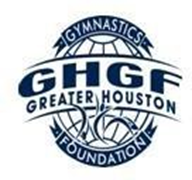 GYMNASTICS
GHGF
GREATER HOUSTON
FOUNDATION